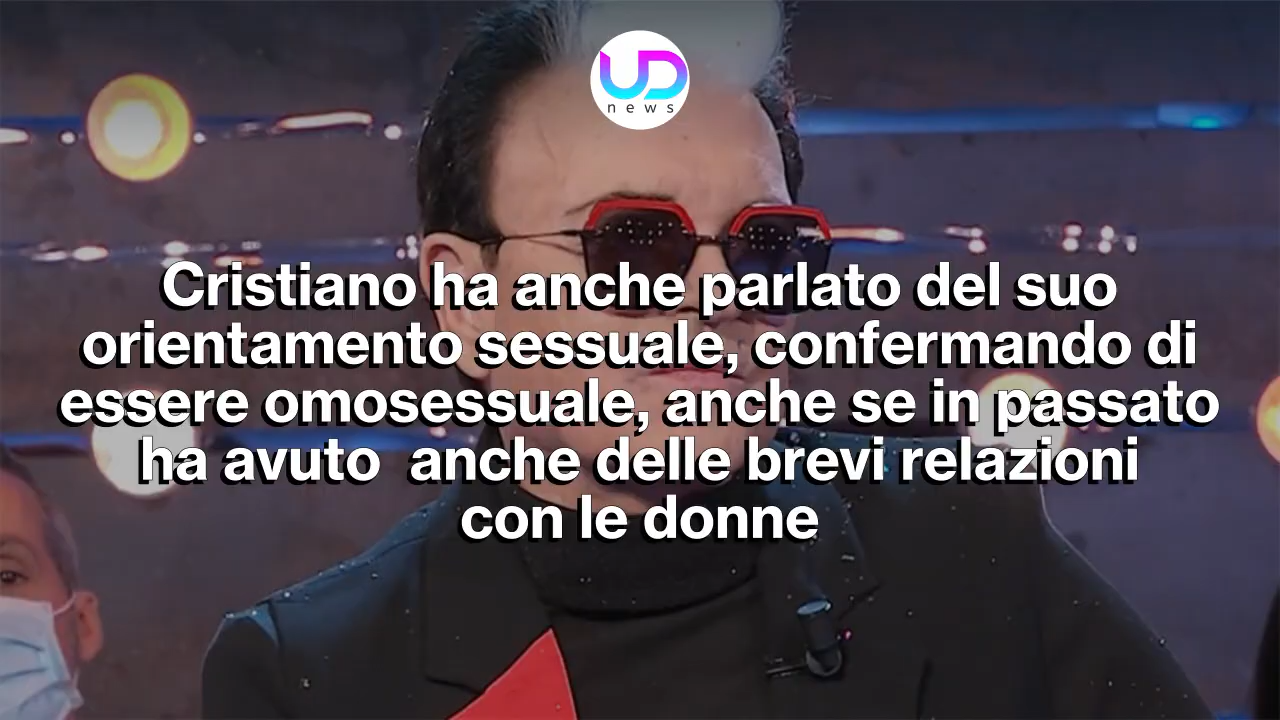 UD
news
Cristiano ha anche parlato del suo
orientamento sessuale, confermando di
essere omosessuale, anche se in passato
ha avuto  anche delle brevi relazioni
con le donne